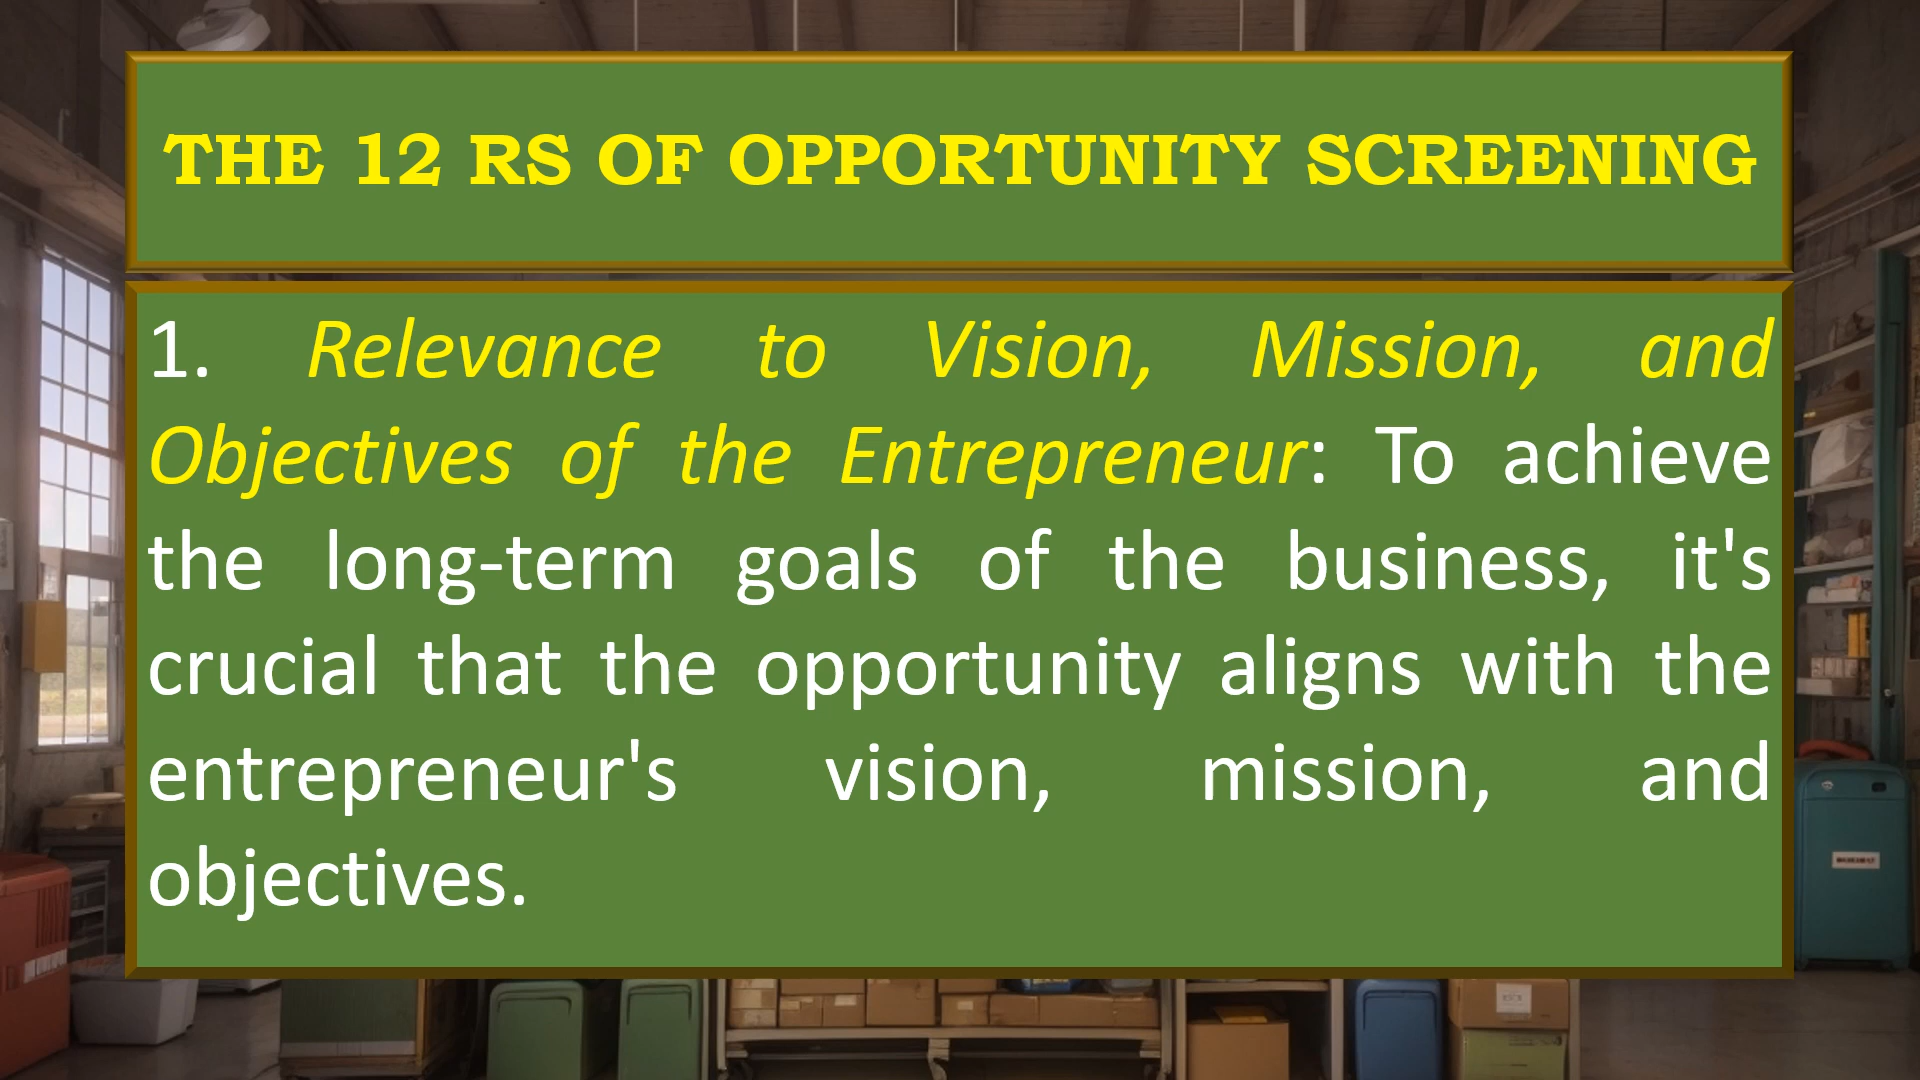 THE 12 RS OF OPPORTUNITY SCREENING
1. Relevance to Vision, Mission, and
Objectives of the Entrepreneur: To achieve
the long-term goals of the business, it's
crucial that the opportunity aligns with the
entrepreneur's vision, mission, and
objectives.